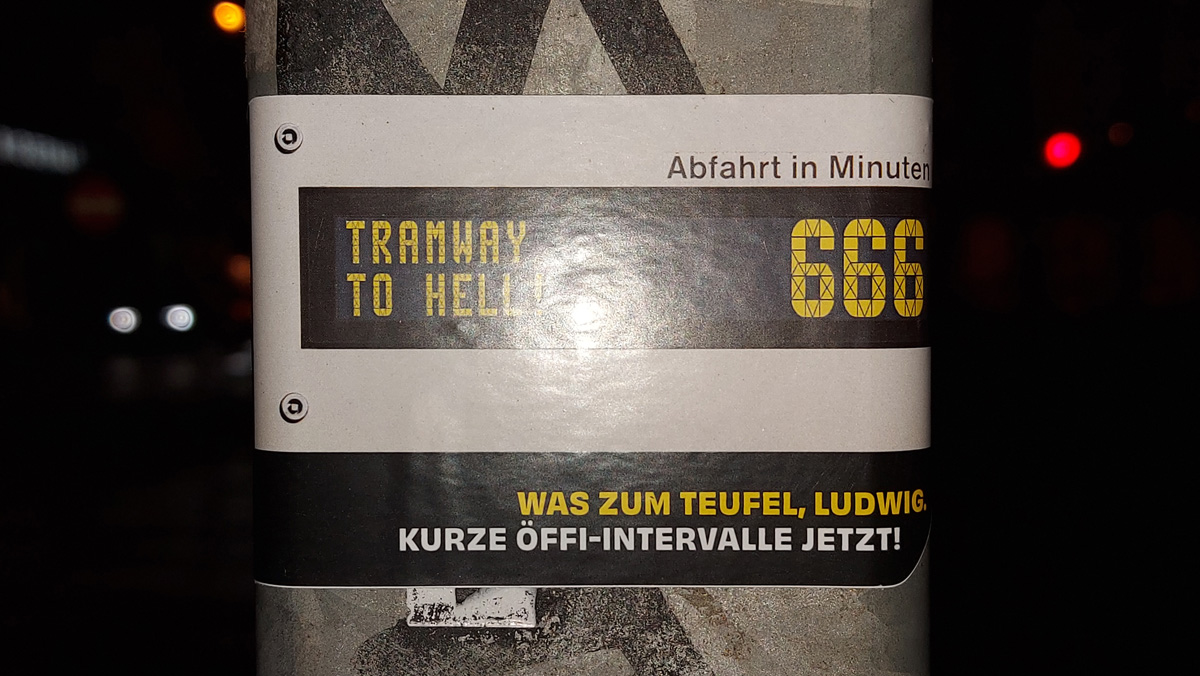 Abfahrt in Minuten
TRAMWAY 666
TO HELL!
WAS ZUM TEUFEL, LUDWIG.
KURZE ÖFFI-INTERVALLE JETZT!